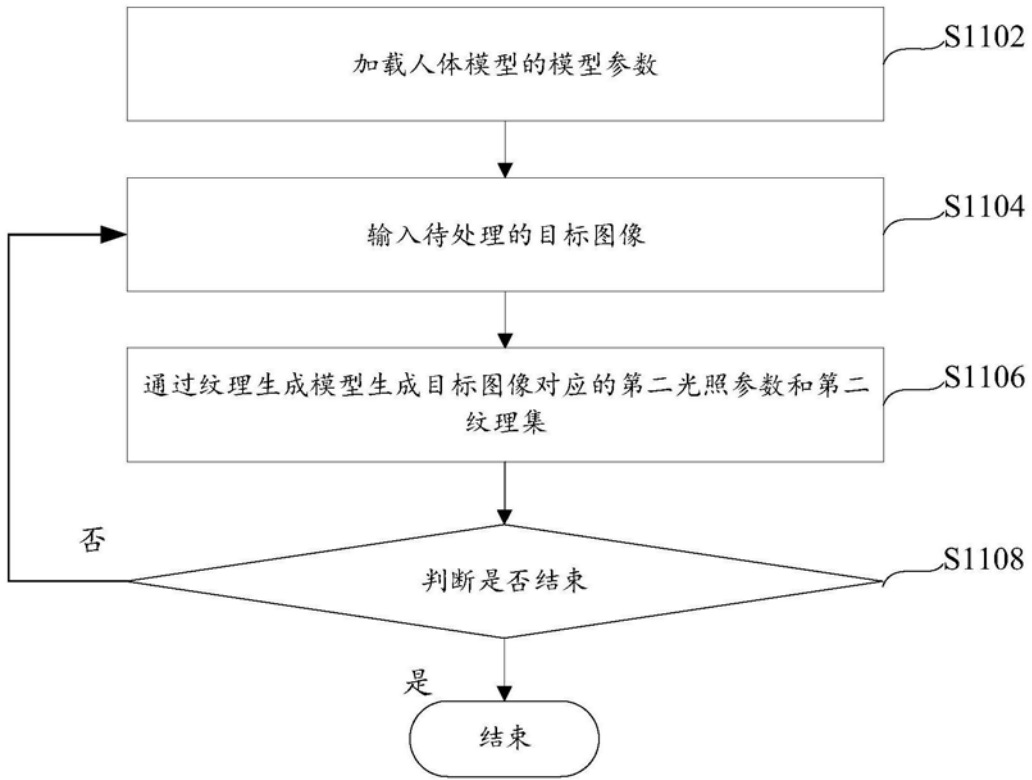 加载人体模型的模型参数
S1102
输入待处理的目标图像
S1104
通过纹理生成模型生成目标图像对应的第二光照参数和第二
纹理集
S1106
否
判断是否结束
S1108
是
结束